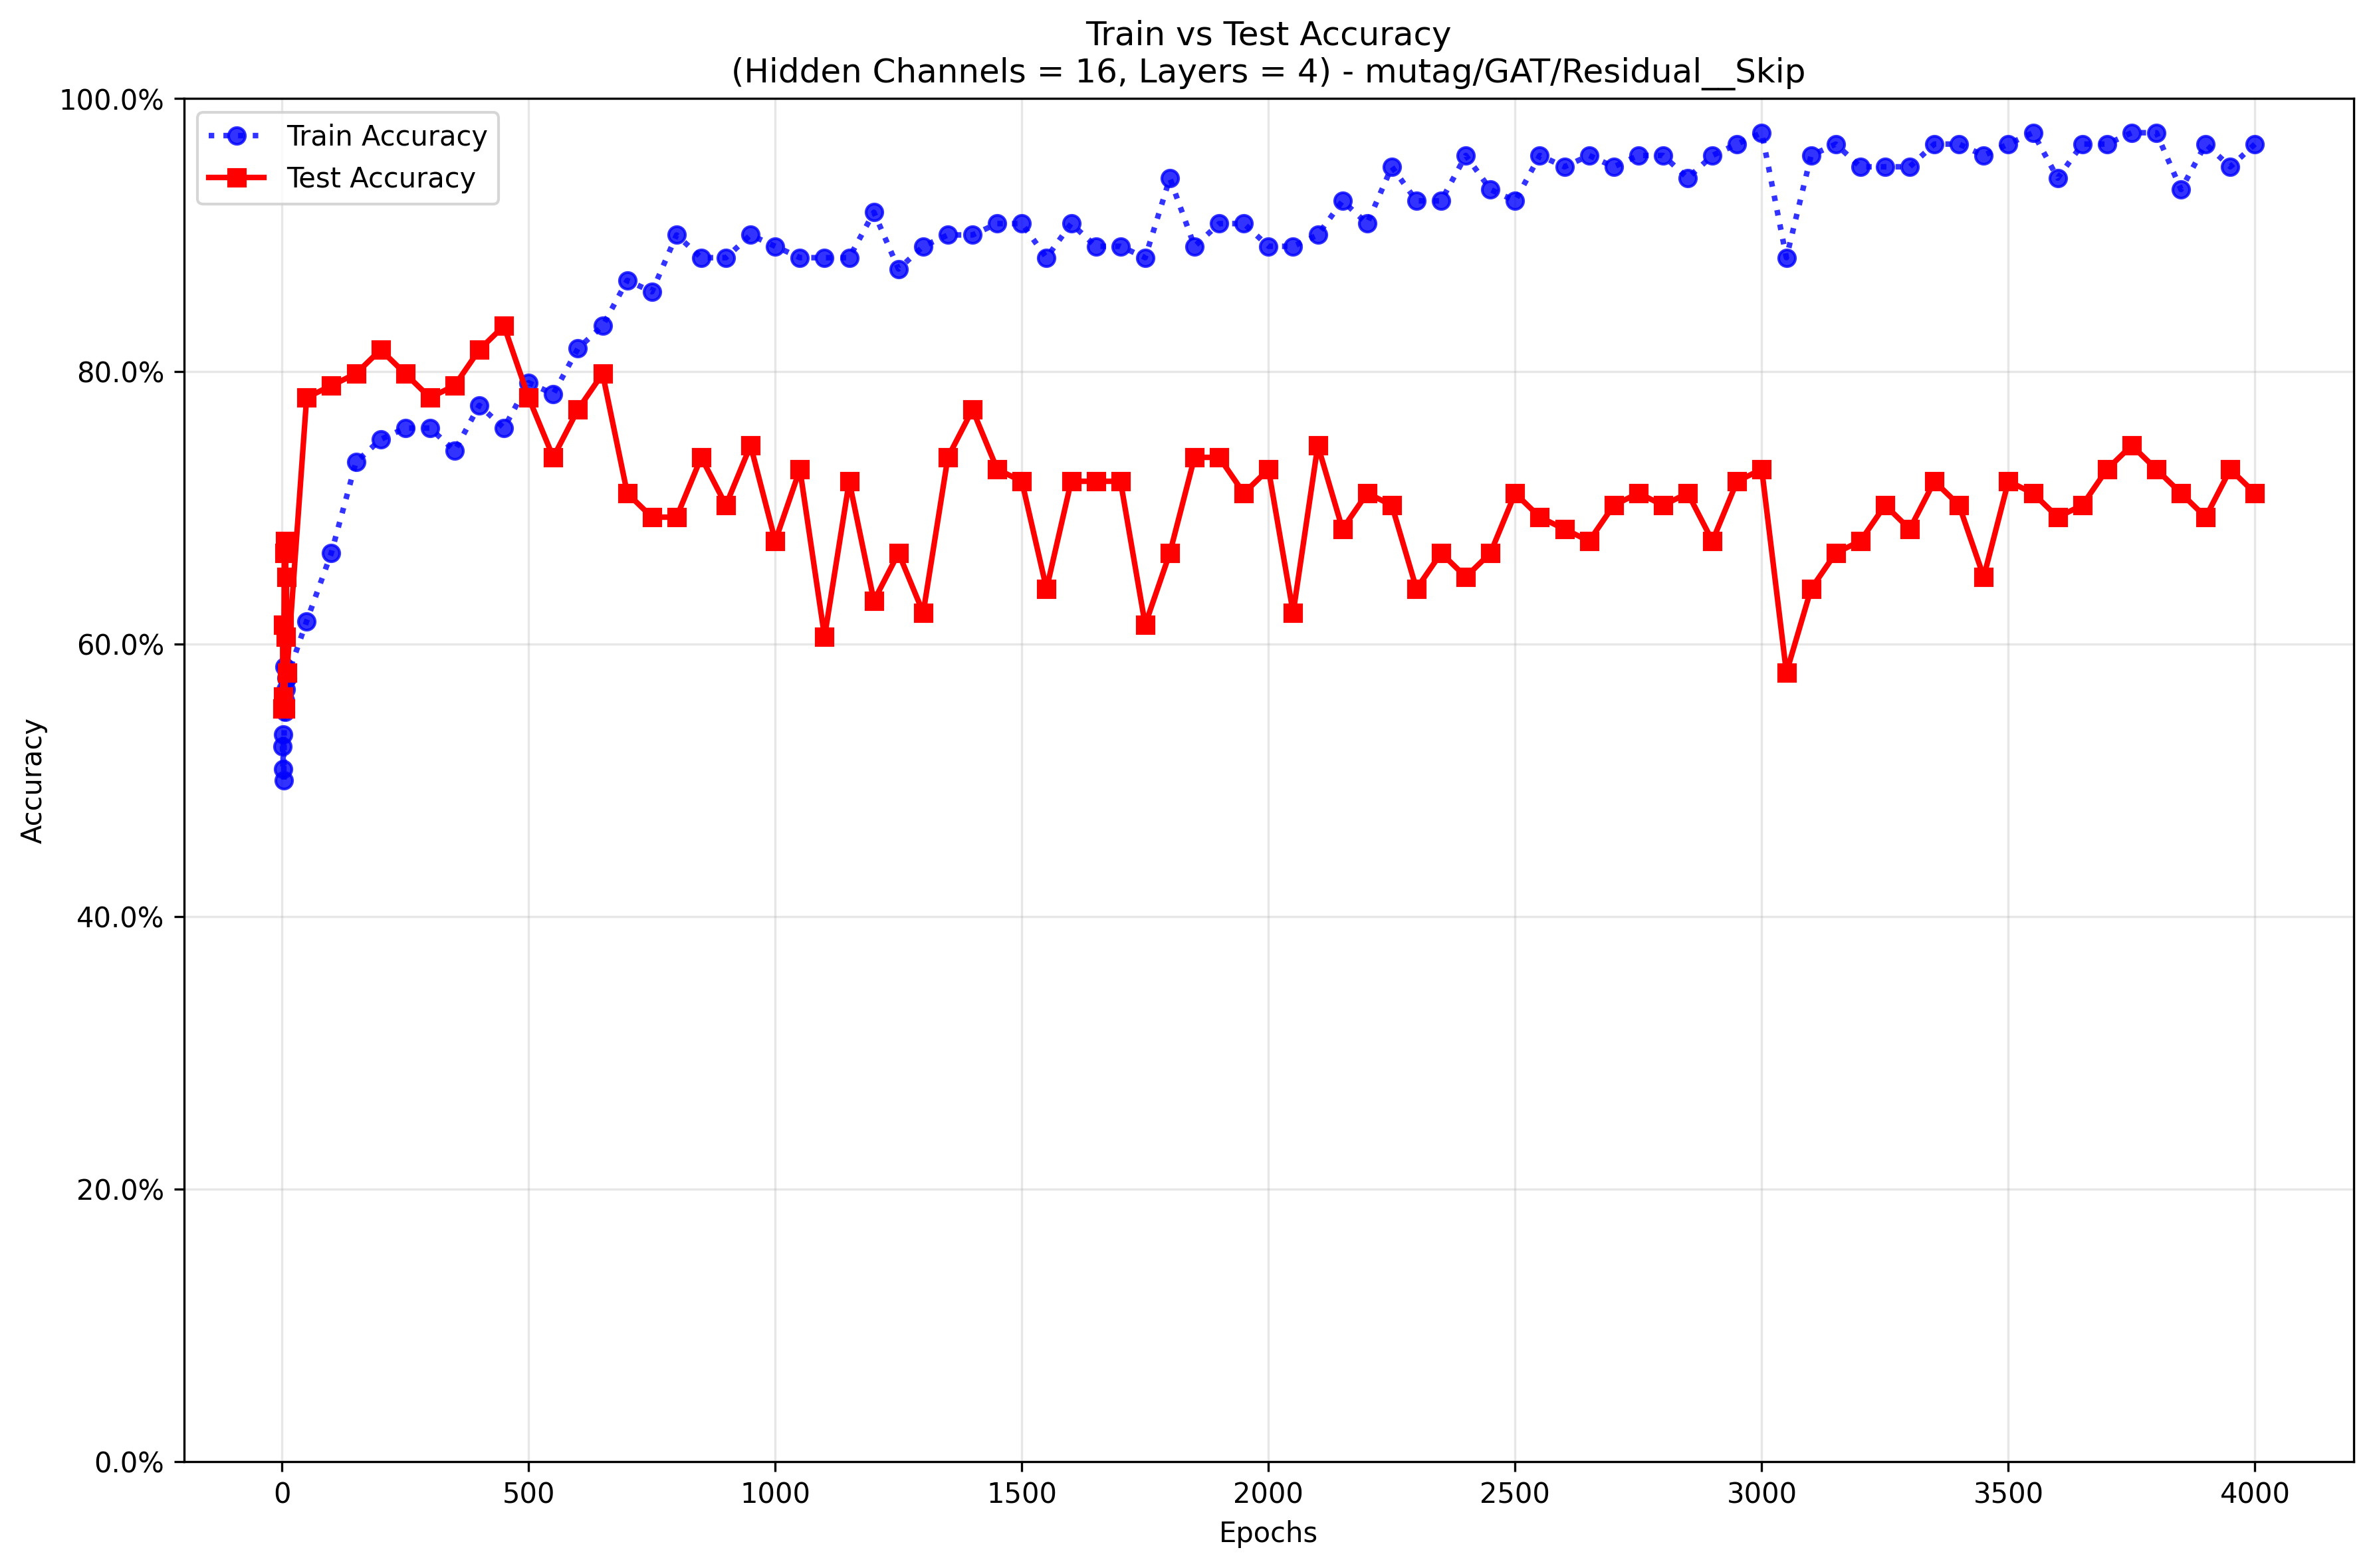 Train vs Test Accuracy
(Hidden Channels = 16, Layers = 4) - mutag/GAT/Residual__Skip
Train Accuracy
Test Accuracy
100.0%
80.0%
60.0%
40.0%
20.0%
0.0%
Accuracy
0 500 1000 1500 2000 2500 3000 3500 4000
Epochs